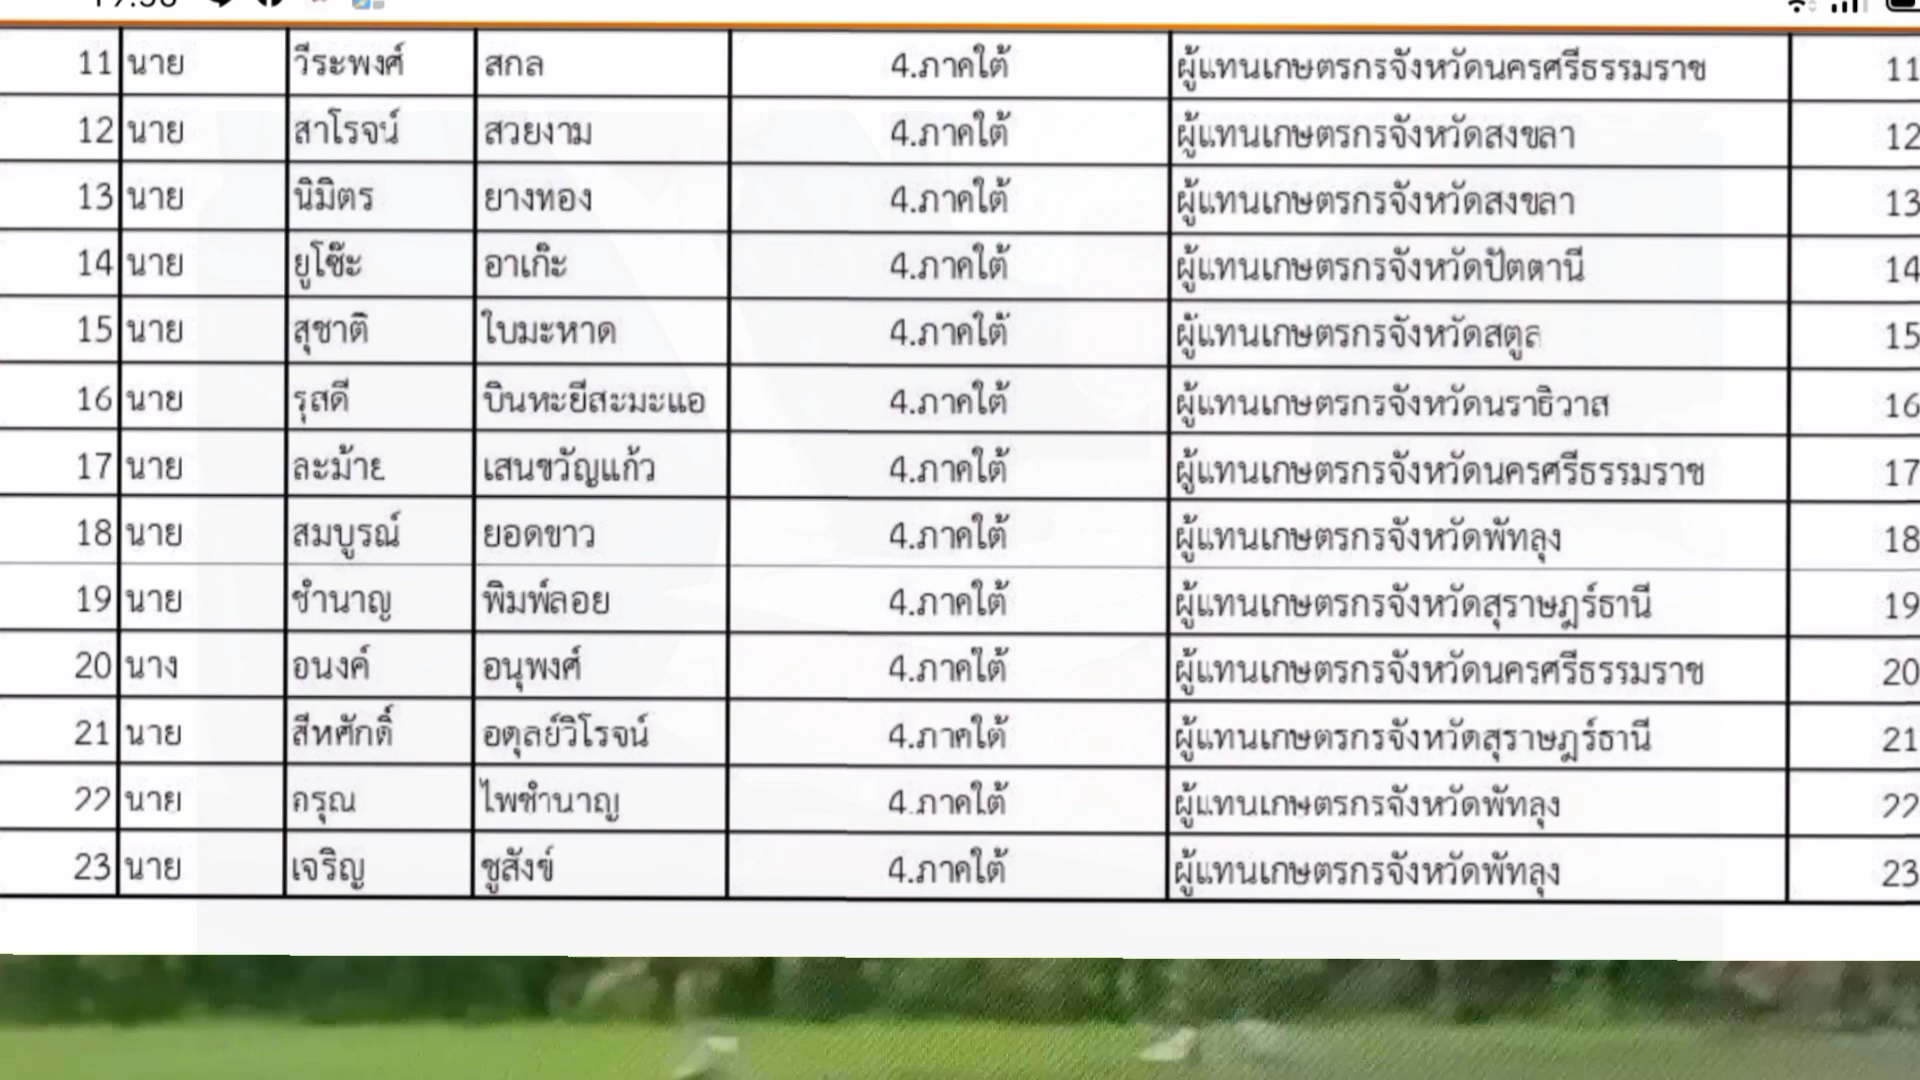 11 นาย วีระพงศ์ สกล 4.ภาคใต้ ผู้แทนเกษตรกรจังหวัดนครศรีธรรมราช 11
12 นาย สาโรจน์ สวยงาม 4.ภาคใต้ ผู้แทนเกษตรกรจังหวัดสงขลา 12
13 นาย นิมิตร ยางทอง 4.ภาคใต้ ผู้แทนเกษตรกรจังหวัดสงขลา 13
14 นาย ยูโซ๊ะ อาเก๊ะ 4.ภาคใต้ ผู้แทนเกษตรกรจังหวัดปัตตานี 14
15 นาย สุชาติ ใบมะหาด 4.ภาคใต้ ผู้แทนเกษตรกรจังหวัดสตูล 15
16 นาย รุสดี บินหะยีสะมะแอ 4.ภาคใต้ ผู้แทนเกษตรกรจังหวัดนราธิวาส 16
17 นาย ละม้าย เสนขวัญแก้ว 4.ภาคใต้ ผู้แทนเกษตรกรจังหวัดนครศรีธรรมราช 17
18 นาย สมบูรณ์ ยอดขาว 4.ภาคใต้ ผู้แทนเกษตรกรจังหวัดพัทลุง 18
19 นาย ชำนาญ พิมพ์ลอย 4.ภาคใต้ ผู้แทนเกษตรกรจังหวัดสุราษฎร์ธานี 19
20 นาง อนงค์ อนุพงศ์ 4.ภาคใต้ ผู้แทนเกษตรกรจังหวัดนครศรีธรรมราช 20
21 นาย สีหศักดิ์ อดุลย์วิโรจน์ 4.ภาคใต้ ผู้แทนเกษตรกรจังหวัดสุราษฎร์ธานี 21
22 นาย ไพชำนาญ 4.ภาคใต้ ผู้แทนเกษตรกรจังหวัดพัทลุง 22
23 นาย เจริญ ชูสังข์ 4.ภาคใต้ ผู้แทนเกษตรกรจังหวัดพัทลุง 23